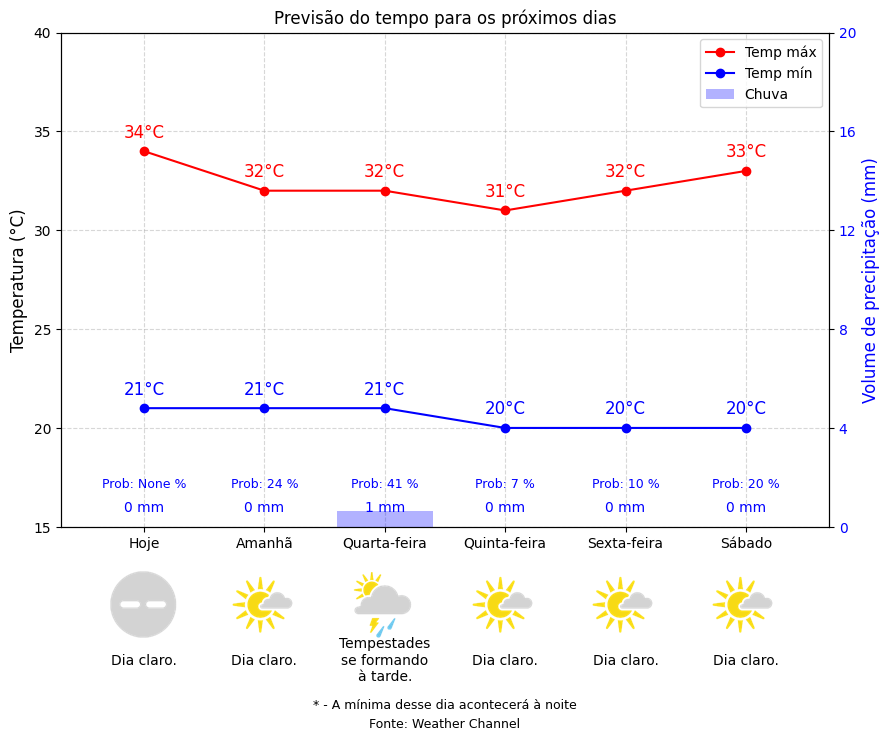 Previsão do tempo para os próximos dias
40
35
30
25
20
15
Temperatura (°C)
20
16
12
8
4
0
Volume de precipitação (mm)
Temp máx
Temp mín
Chuva
34°C 32°C 32°C 31°C 32°C 33°C
21°C 21°C 21°C 20°C 20°C 20°C
Prob: None % Prob: 24 % Prob: 41 % Prob: 7 % Prob: 10 % Prob: 20 %
0 mm 0 mm 1 mm 0 mm 0 mm 0 mm
Hoje Amanhã Quarta-feira Quinta-feira Sexta-feira Sábado
Dia claro.
Dia claro.
Tempestades
se formando
à tarde.
Dia claro.
Dia claro.
Dia claro.
* - A mínima desse dia acontecerá à noite
Fonte: Weather Channel